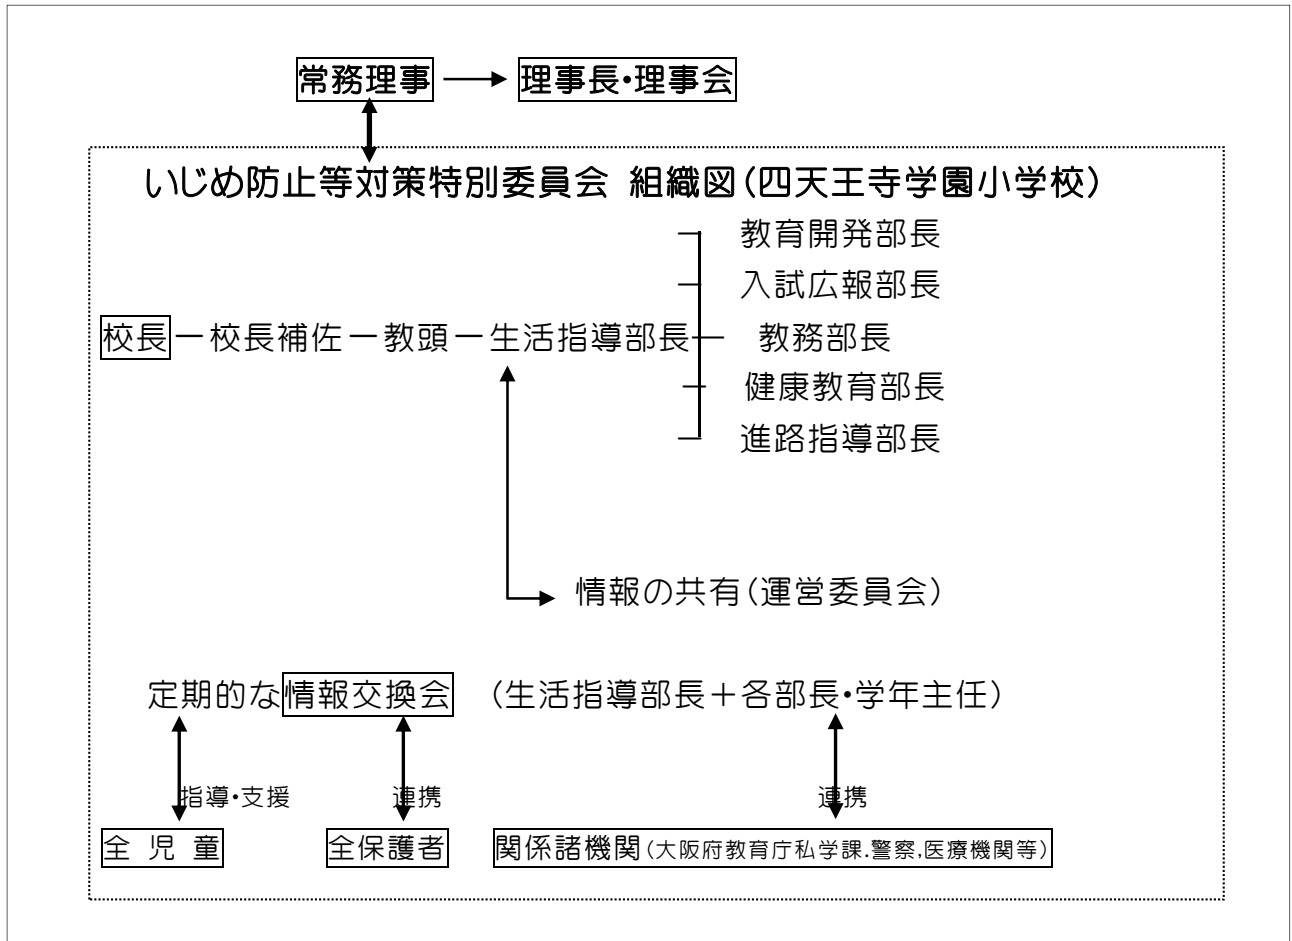 常務理事 理事長・理事会
いじめ防止等対策特別委員会 組織図（四天王寺学園小学校）
教育開発部長
入試広報部長
校長ー校長補佐ー教頭ー生活指導部長 教務部長
健康教育部長
進路指導部長
情報の共有（運営委員会）
定期的な情報交換会 （生活指導部長＋各部長・学年主任）
指導・支援 連携 連携
全 児 童 全保護者 関係諸機関（大阪府教育庁私学課.警察,医療機関等）